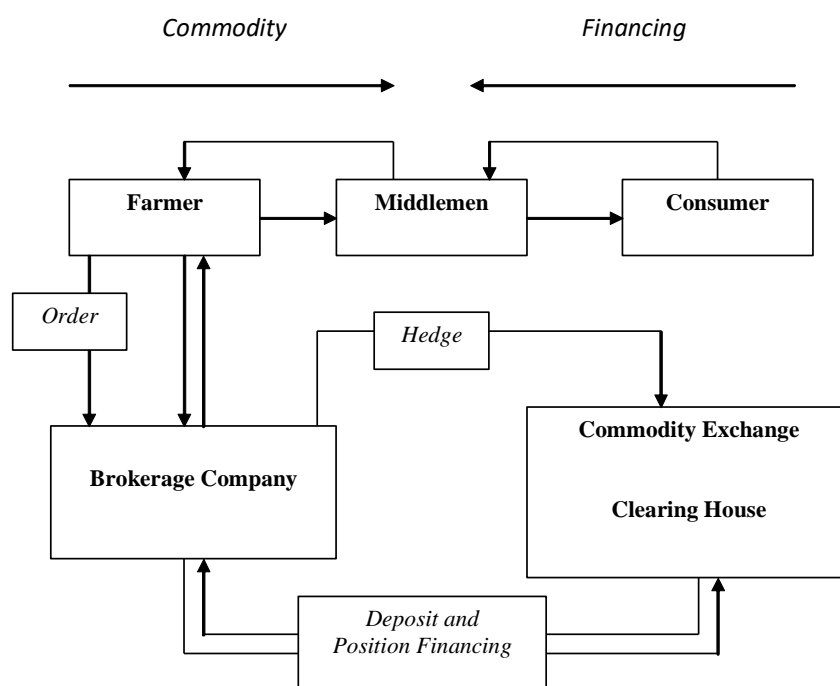 Commodity
Financing
Farmer
Middlemen
Consumer
Order
Hedge
Commodity Exchange
Brokerage Company
Clearing House
Deposit and
Position Financing